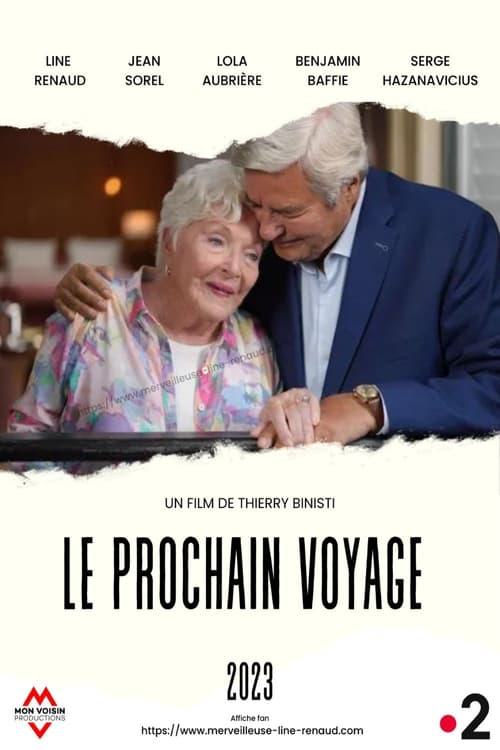 LINE JEAN LOLA BENJAMIN SERGE
RENAUD SOREL AUBRIÈRE BAFFIE HAZANAVICIUS
https://www.merveilleuse-line-renaud.
UN FILM DE THIERRY BINISTI
LE PROCHAIN VOYAGE
2023
MON VOISIN
PRODUCTIONS
Affiche fan
https://www.merveilleuse-line-renaud.com
2